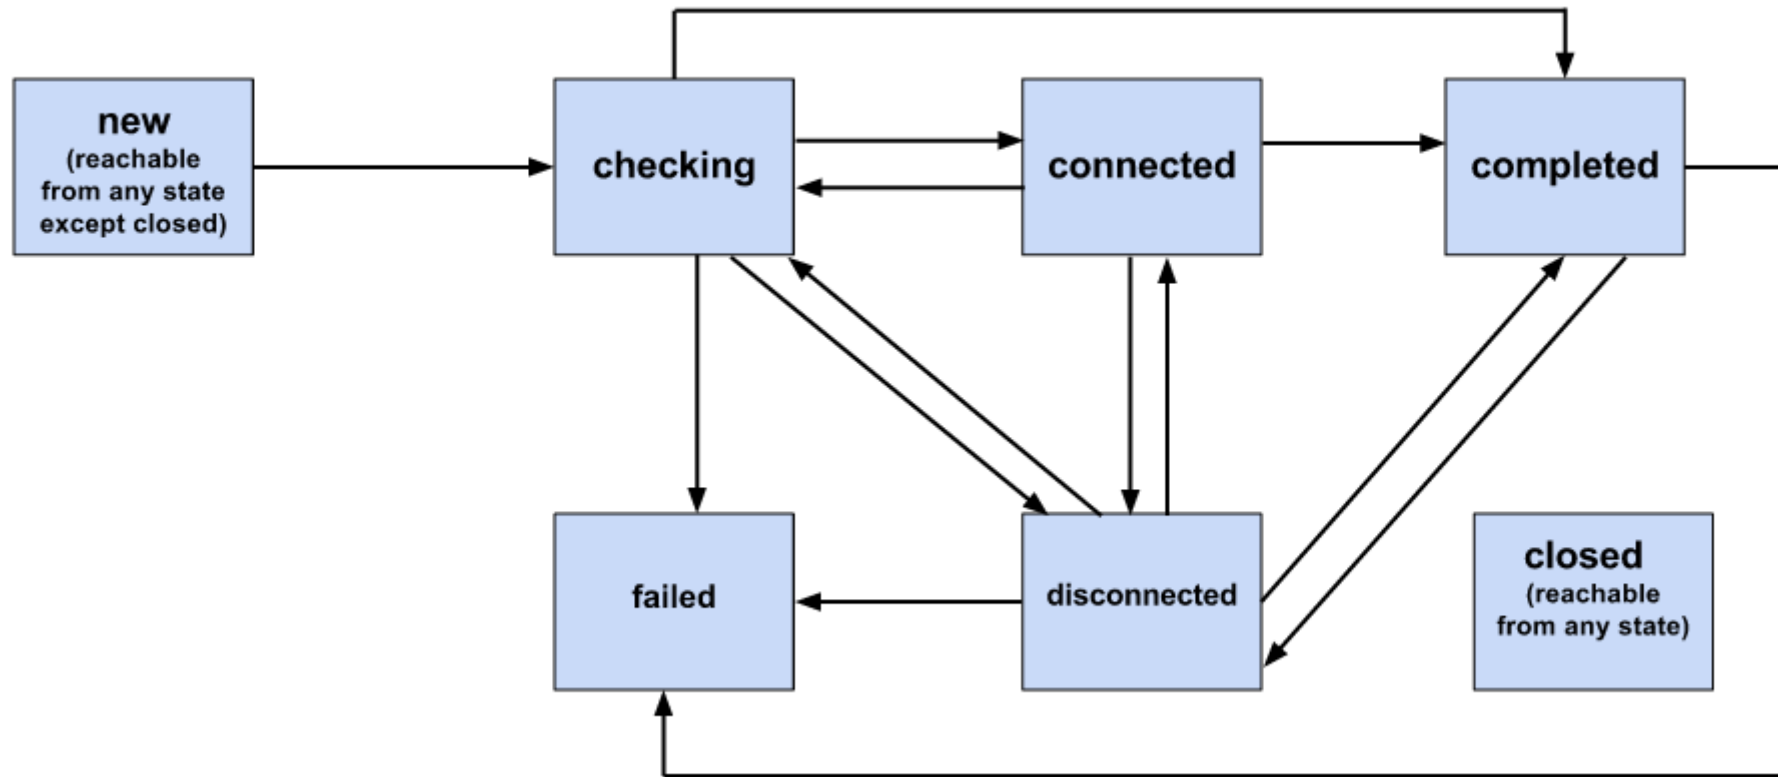 new
(reachable
from any state
except closed)
checking
connected
completed
failed
disconnected
closed
(reachable
from any state)